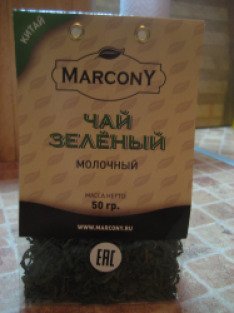 КИТАЙ
MARCONY
ЧАЙ
ЗЕЛЁНЫЙ
МОЛОЧНЫЙ
МАССА НЕТТО
50 гр.
WWW.MARCONY.RU
EAC